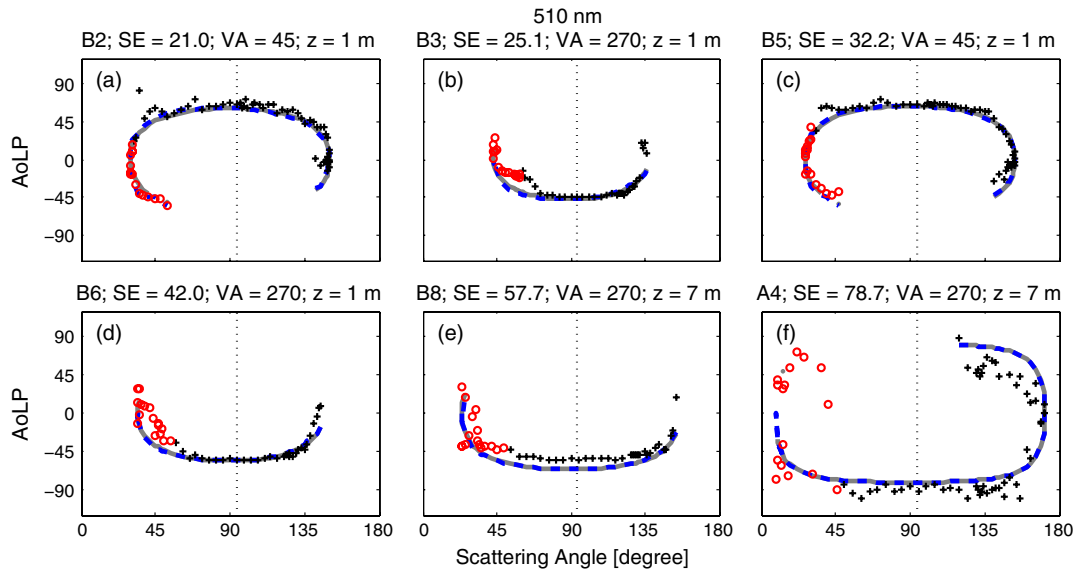 510 nm
B2; SE = 21.0; VA = 45; z = 1 m
B3; SE = 25.1; VA = 270; z = 1 m
B5; SE = 32.2; VA = 45; z = 1 m
(a)
(b)
(c)
90
45
0
−45
−90
AoLP
B6; SE = 42.0; VA = 270; z = 1 m
B8; SE = 57.7; VA = 270; z = 7 m
A4; SE = 78.7; VA = 270; z = 7 m
(d)
(e)
(f)
90
45
0
−45
−90
AoLP
0 45 90 135 180
0 45 90 135 180
0 45 90 135 180
Scattering Angle [degree]